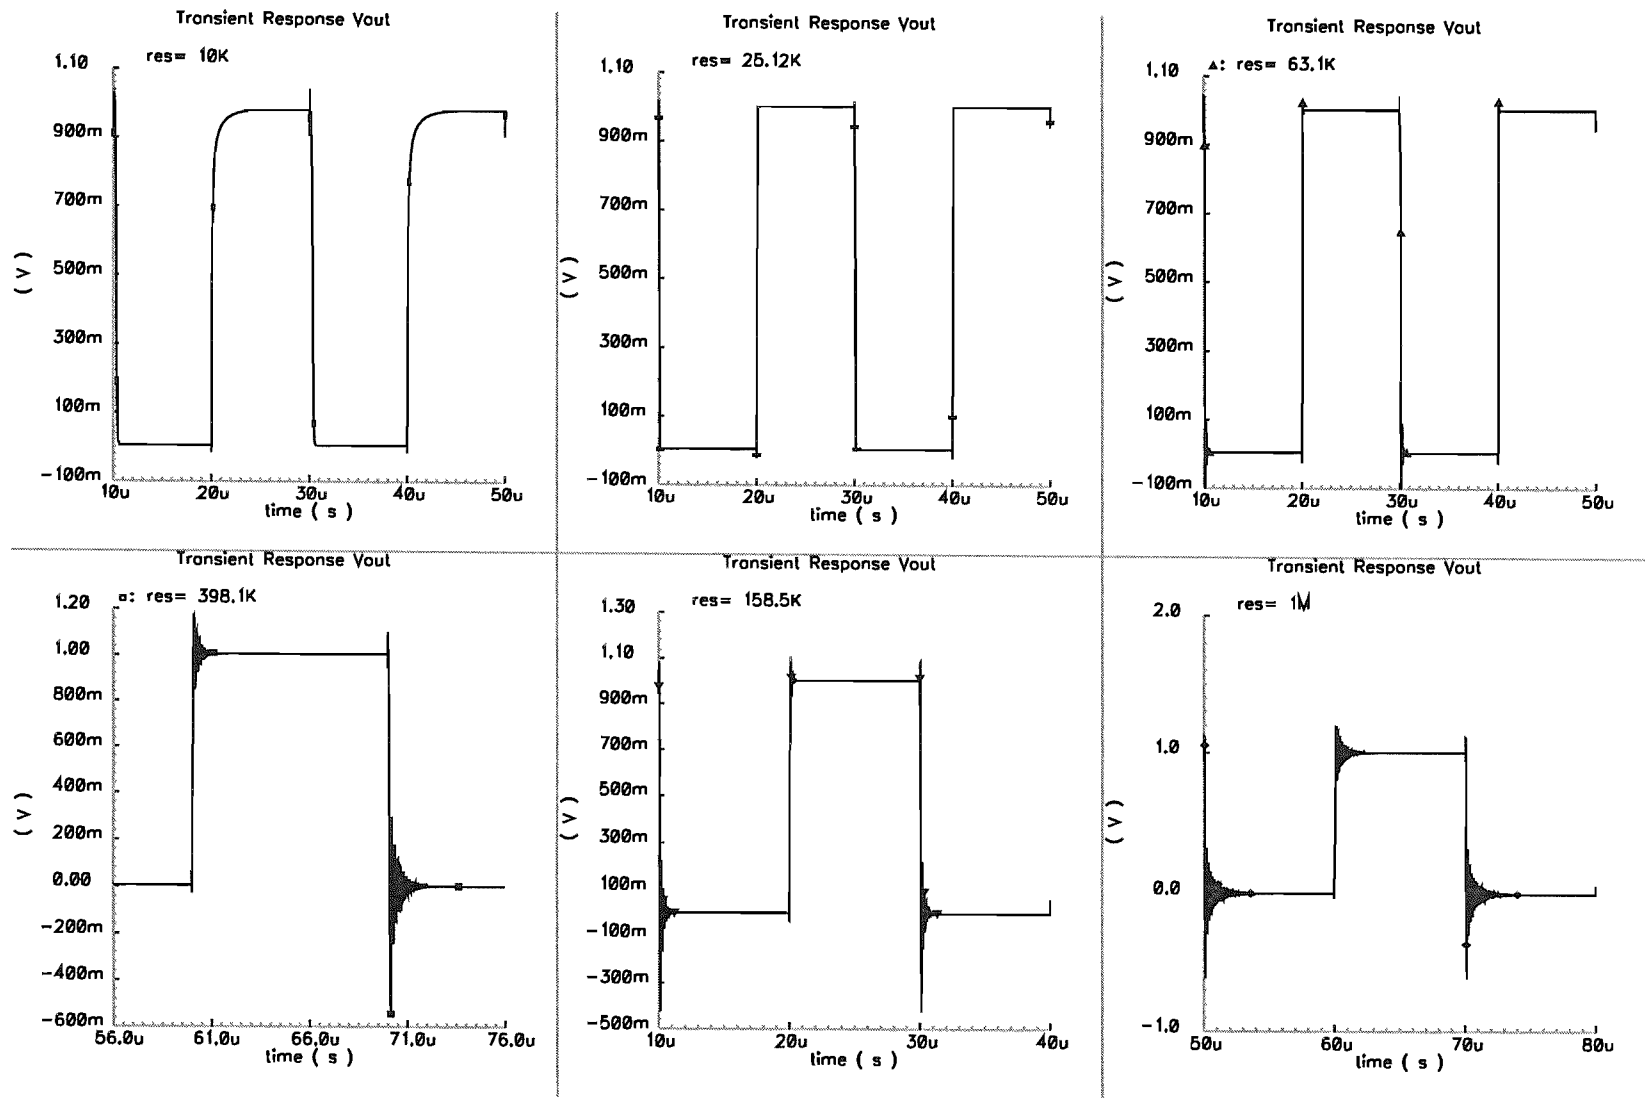 Transient Response Vout
res= 10K
1.10
900m
700m
500m
300m
100m
-100m
( V )
10u 20u 30u 40u 50u
time ( s )
Transient Response Vout
res= 25.12K
1.10
900m
700m
500m
300m
100m
-100m
( V )
10u 20u 30u 40u 50u
time ( s )
Transient Response Vout
▵: res= 63.1K
1.10
900m
700m
500m
300m
100m
-100m
( V )
10u 20u 30u 40u 50u
time ( s )
Transient Response Vout
▫: res= 398.1K
1.20
1.00
800m
600m
400m
200m
0.00
-200m
-400m
-600m
( V )
56.0u 61.0u 66.0u 71.0u 76.0u
time ( s )
Transient Response Vout
res= 158.5K
1.30
1.10
900m
700m
500m
300m
100m
-100m
-300m
-500m
( V )
10u 20u 30u 40u
time ( s )
Transient Response Vout
res= 1M
2.0
1.0
0.0
-1.0
( V )
50u 60u 70u 80u
time ( s )